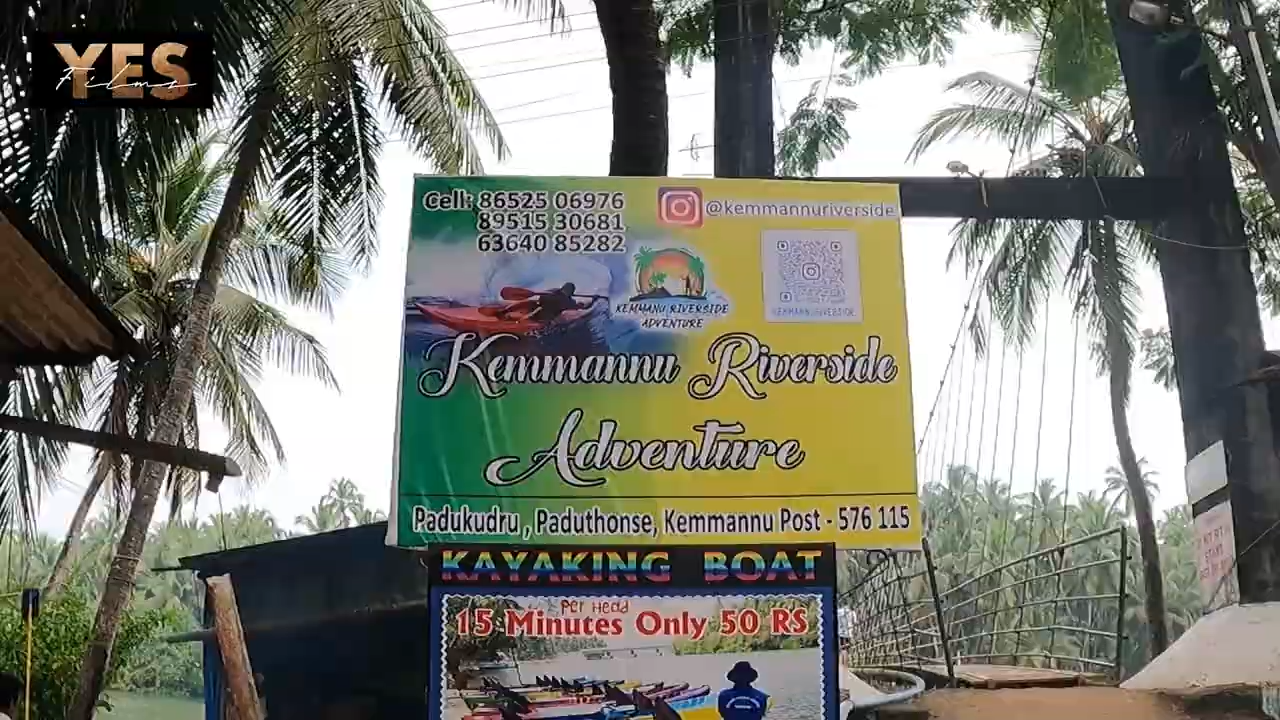 YES
Films
Cell: 86525 06976
89515 30681
63640 85282
@kemmannuriverside
KEMMANU RIVERSIDE
ADVENTURE
KEMMANNURIVERSIDE
Kemmannu Riverside
Adventure
Padukudru, Paduthonse, Kemmannu Post - 576 115
KAYAKING BOAT
Per Head
15 Minutes Only 50 RS